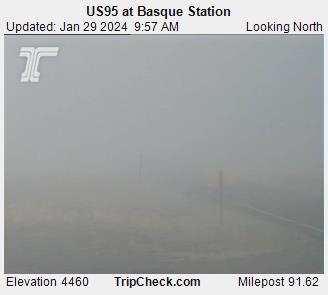 US95 at Basque Station
Updated: Jan 29 2024 9:57 AM Looking North
Elevation 4460 TripCheck.com Milepost 91.62